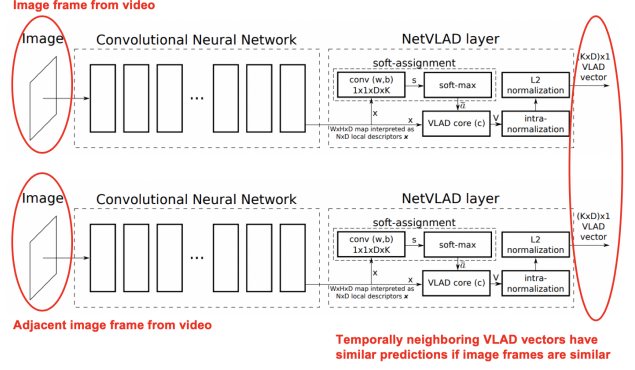 Image frame from video
Image
Convolutional Neural Network
NetVLAD layer
soft-assignment
conv (w,b)
1x1xDxK
s
soft-max
L2
normalization
(KxD)x1
VLAD
vector
x
ā
x
WxHxD map interpreted as
NxD local descriptors x
VLAD core (c)
V
intra-
normalization
...
Image
Convolutional Neural Network
NetVLAD layer
soft-assignment
conv (w,b)
1x1xDxK
s
soft-max
L2
normalization
(KxD)x1
VLAD
vector
x
ā
x
WxHxD map interpreted as
NxD local descriptors x
VLAD core (c)
V
intra-
normalization
...
Adjacent image frame from video
Temporally neighboring VLAD vectors have
similar predictions if image frames are similar